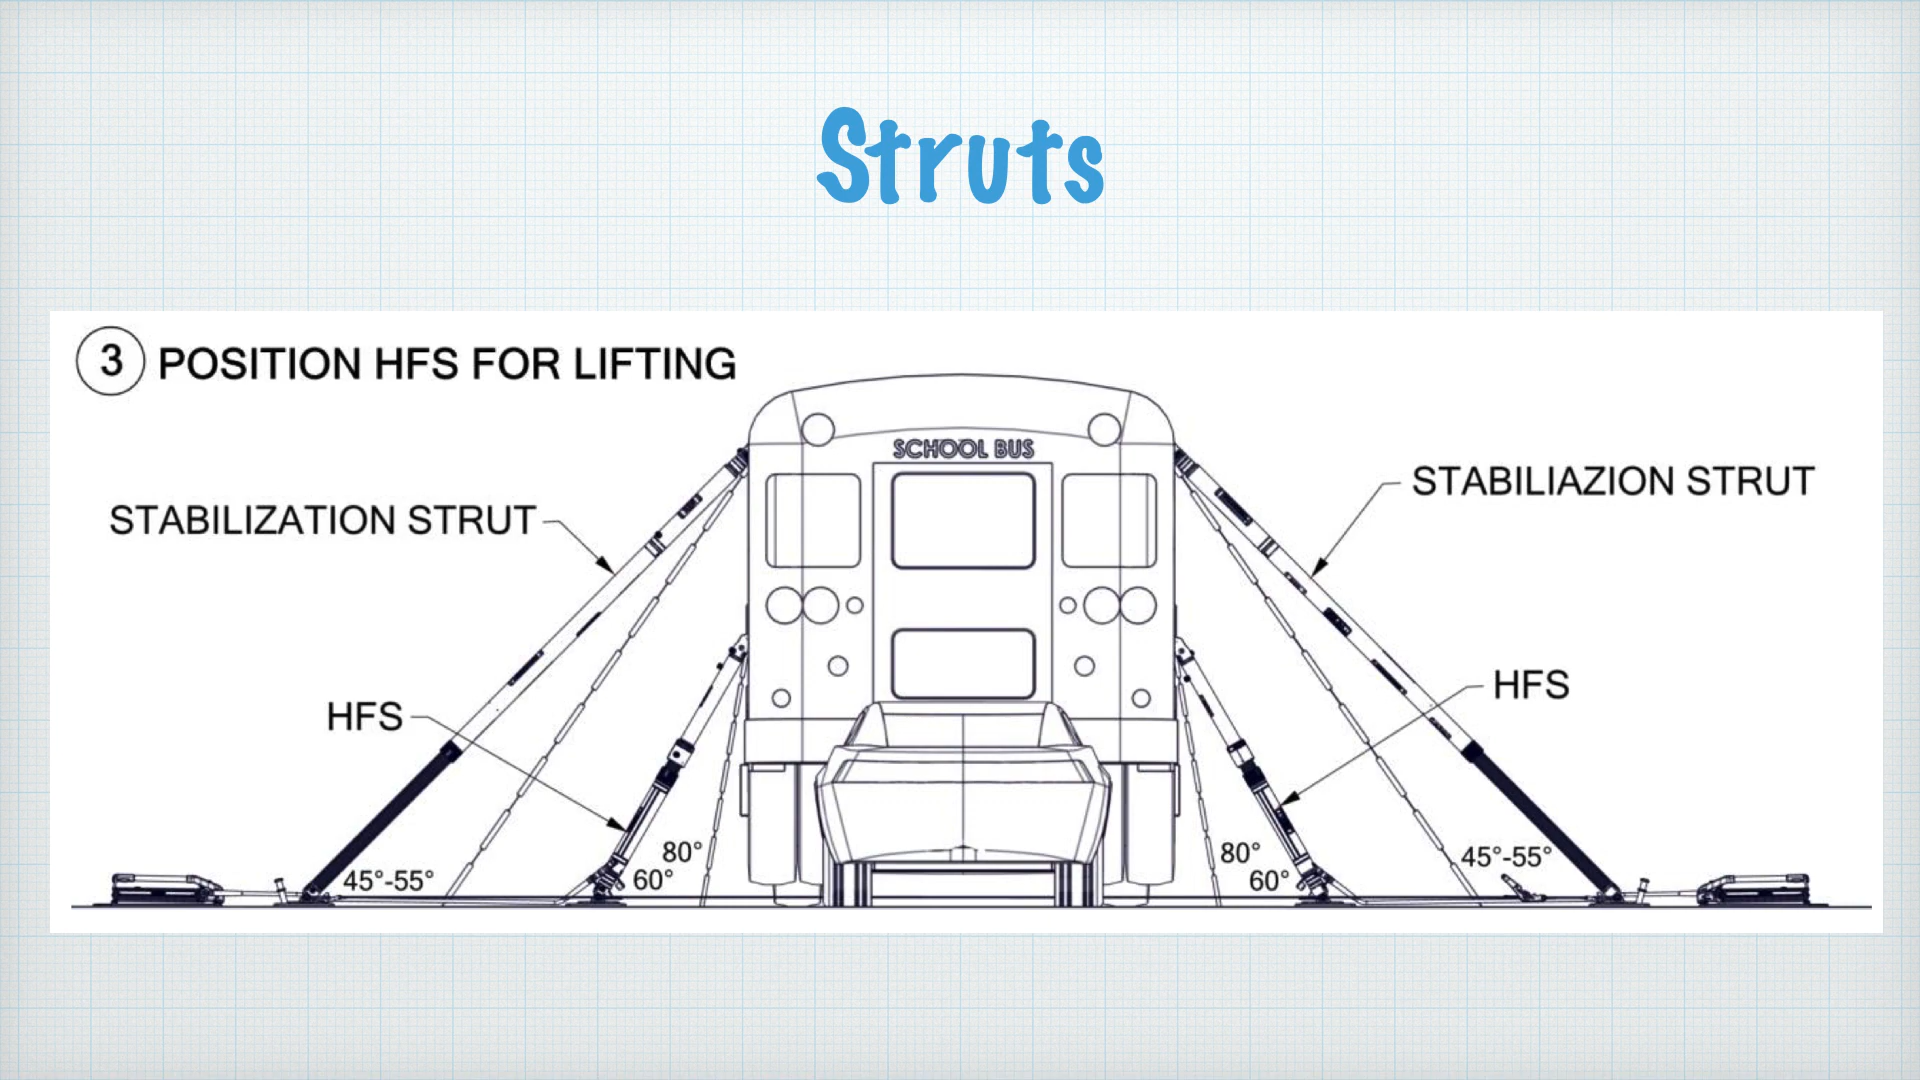 Struts
3 POSITION HFS FOR LIFTING
SCHOOL BUS
STABILIZATION STRUT
STABILIAZION STRUT
HFS
HFS
80°
60°
45°-55°
80°
60°
45°-55°